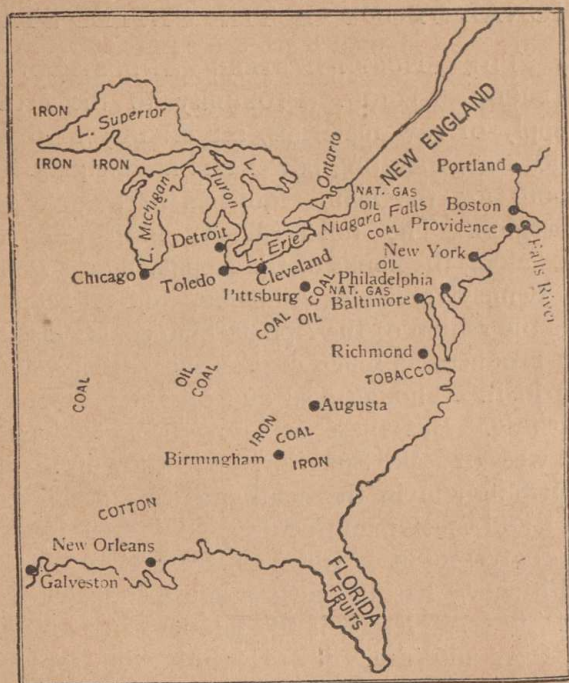 IRON
L. Superior
IRON IRON
L. Michigan
L. Huron
L. Ontario
NEW ENGLAND
Portland
NAT. GAS
OIL
Niagara Falls
COAL
Boston
Providence
Falls River
Detroit
L. Erie
New York
Chicago
Toledo
Cleveland
OIL
Philadelphia
Pittsburg
COAL
NAT. GAS
Baltimore
COAL
OIL
Richmond
TOBACCO
COAL
OIL
COAL
Augusta
IRON
COAL
Birmingham
IRON
COTTON
New Orleans
Galveston
FLORIDA
FRUITS